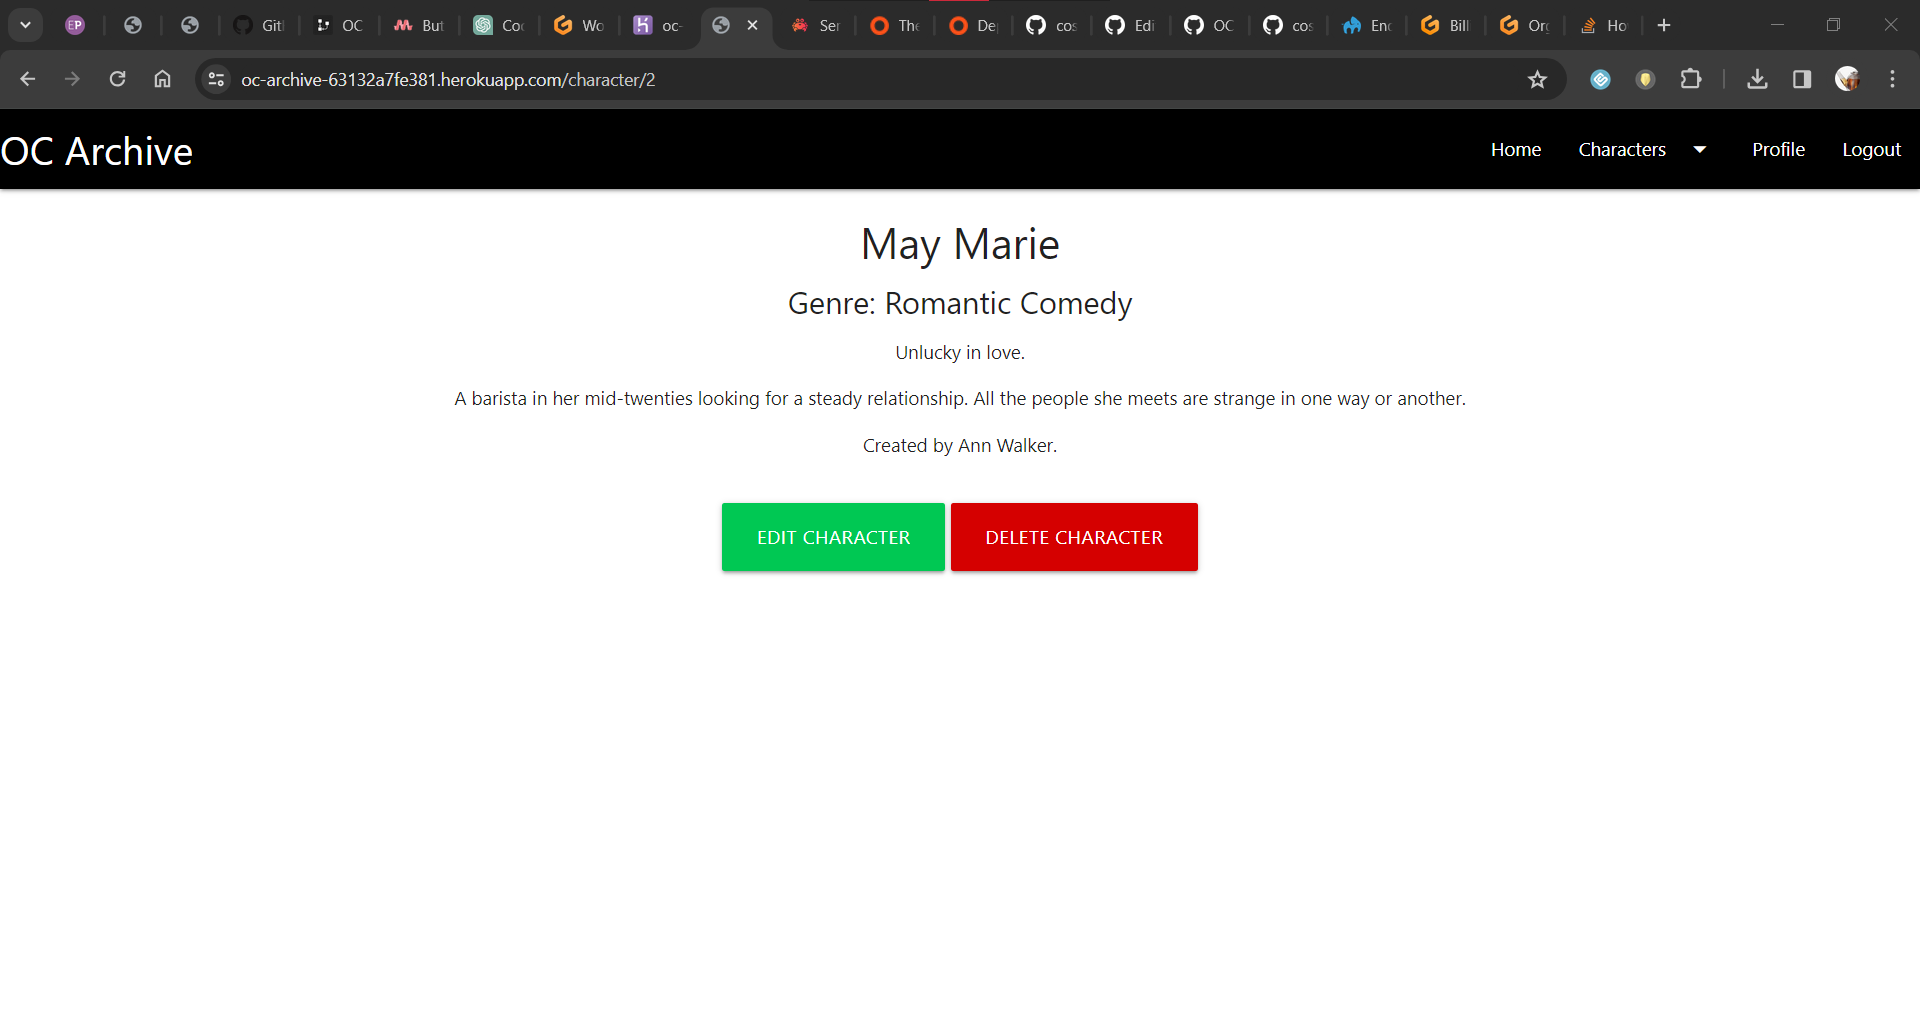 EP Git OC But Coc Wo oc- Ser The Dep cos Edi OC cos Enc Bill Org Ho
oc-archive-63132a7fe381.herokuapp.com/character/2
OC Archive Home Characters Profile Logout
May Marie
Genre: Romantic Comedy
Unlucky in love.
A barista in her mid-twenties looking for a steady relationship. All the people she meets are strange in one way or another.
Created by Ann Walker.
EDIT CHARACTER DELETE CHARACTER